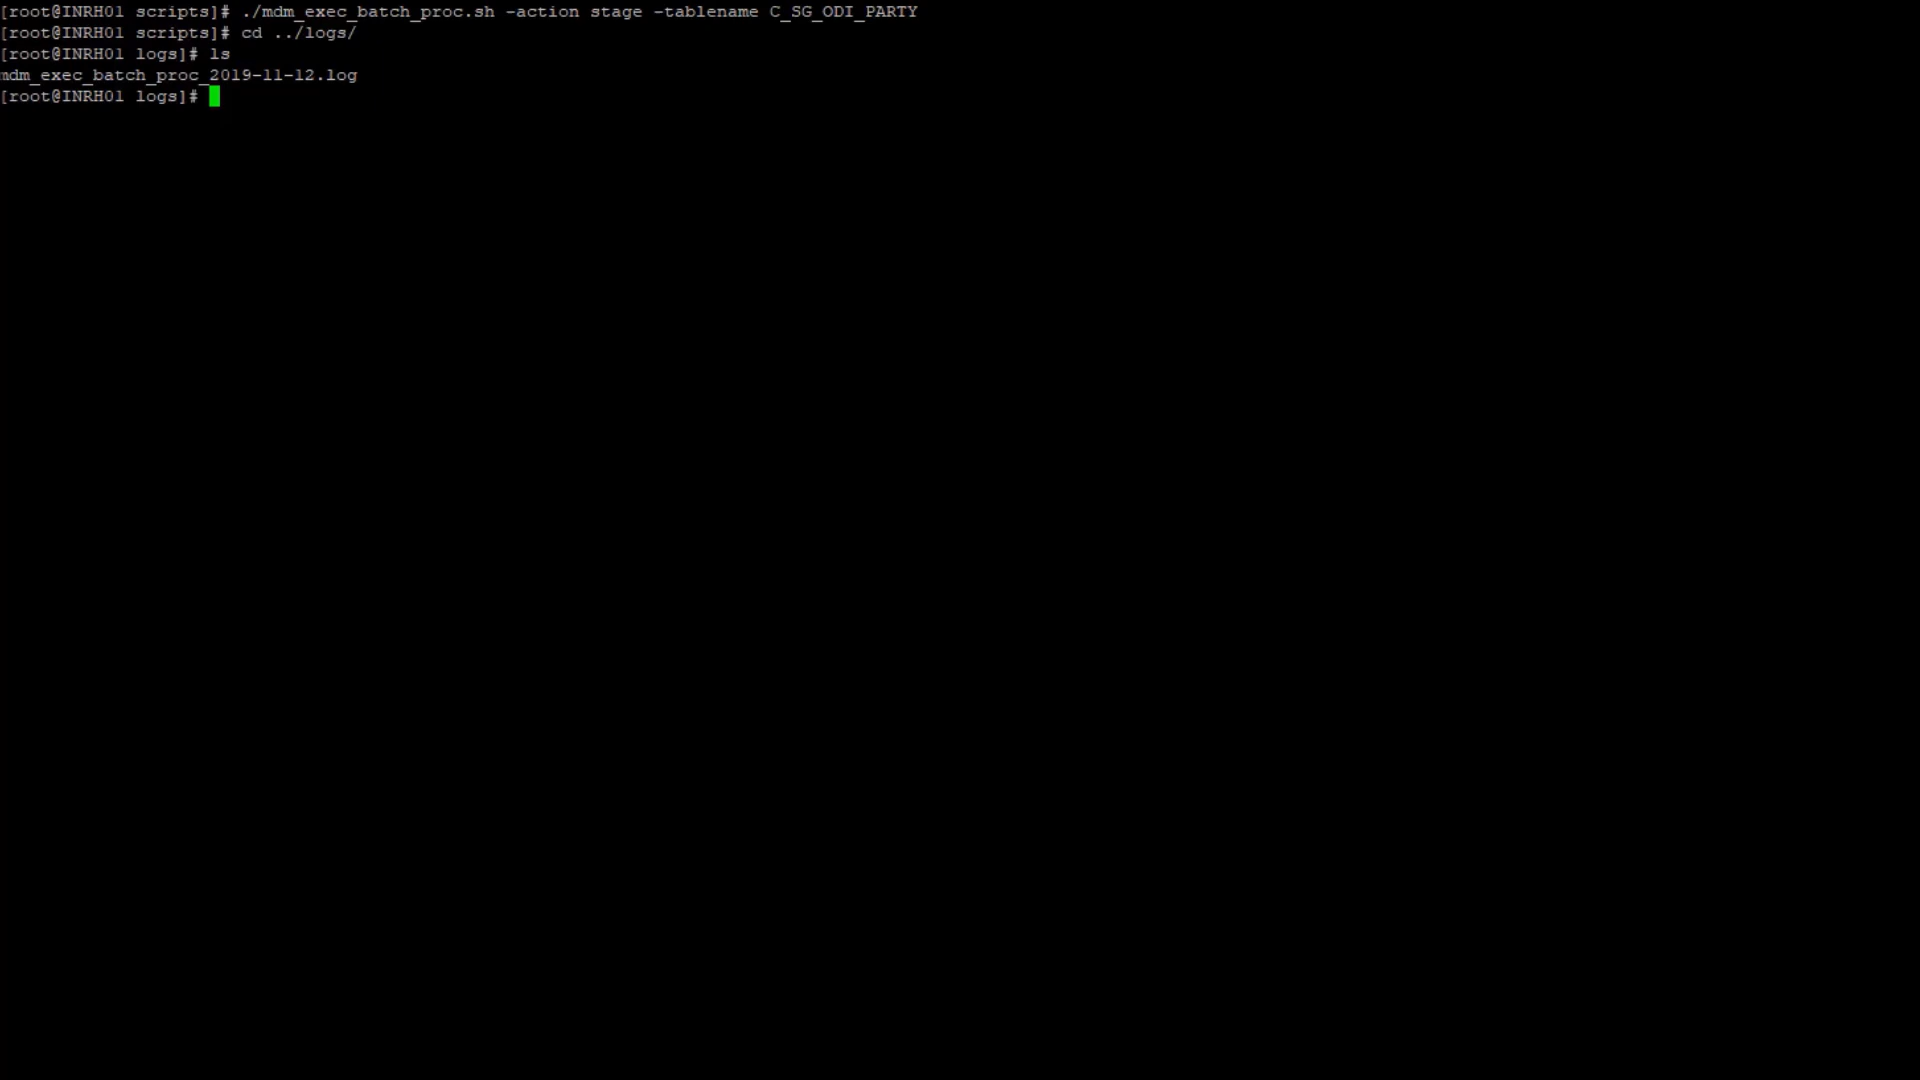 [root@INRH01 scripts]# ./mdm_exec_batch_proc.sh -action stage -tablename C_SG_ODI_PARTY
[root@INRH01 scripts]# cd ../logs/
[root@INRH01 logs]# ls
mdm_exec_batch_proc_2019-11-12.log
[root@INRH01 logs]#